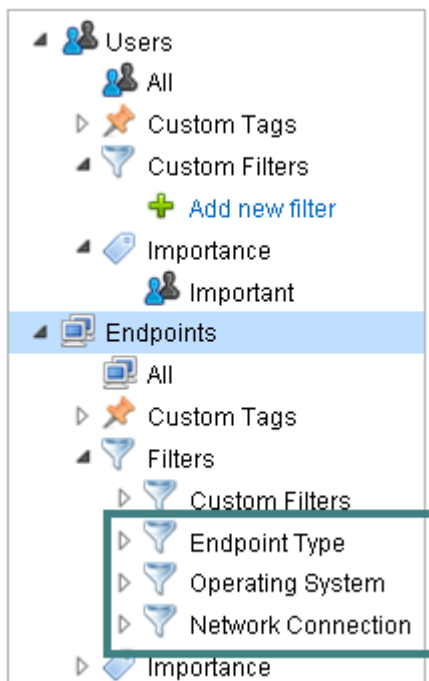 Users
All
Custom Tags
Custom Filters
Add new filter
Importance
Important
Endpoints
All
Custom Tags
Filters
Custom Filters
Endpoint Type
Operating System
Network Connection
Importance